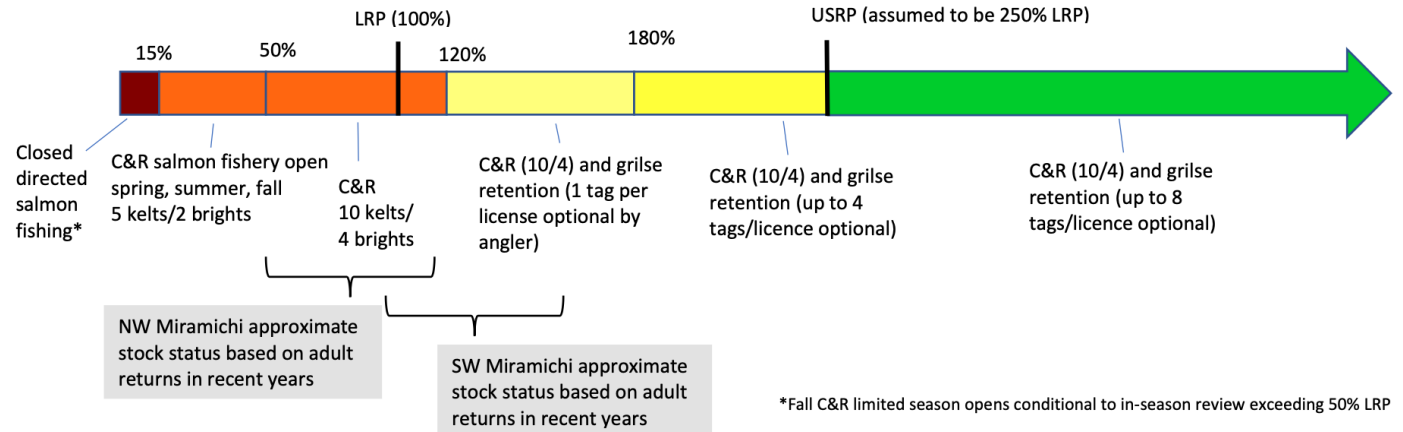 LRP (100%)
USRP (assumed to be 250% LRP)
15%
50%
120%
180%
Closed
directed
salmon
fishing*
C&R salmon fishery open
spring, summer, fall
5 kelts/2 brights
C&R
10 kelts/
4 brights
C&R (10/4) and grilse
retention (1 tag per
license optional by
angler)
C&R (10/4) and grilse
retention (up to 4
tags/licence optional)
C&R (10/4) and grilse
retention (up to 8
tags/licence optional)
NW Miramichi approximate
stock status based on adult
returns in recent years
SW Miramichi approximate
stock status based on adult
returns in recent years
*Fall C&R limited season opens conditional to in-season review exceeding 50% LRP